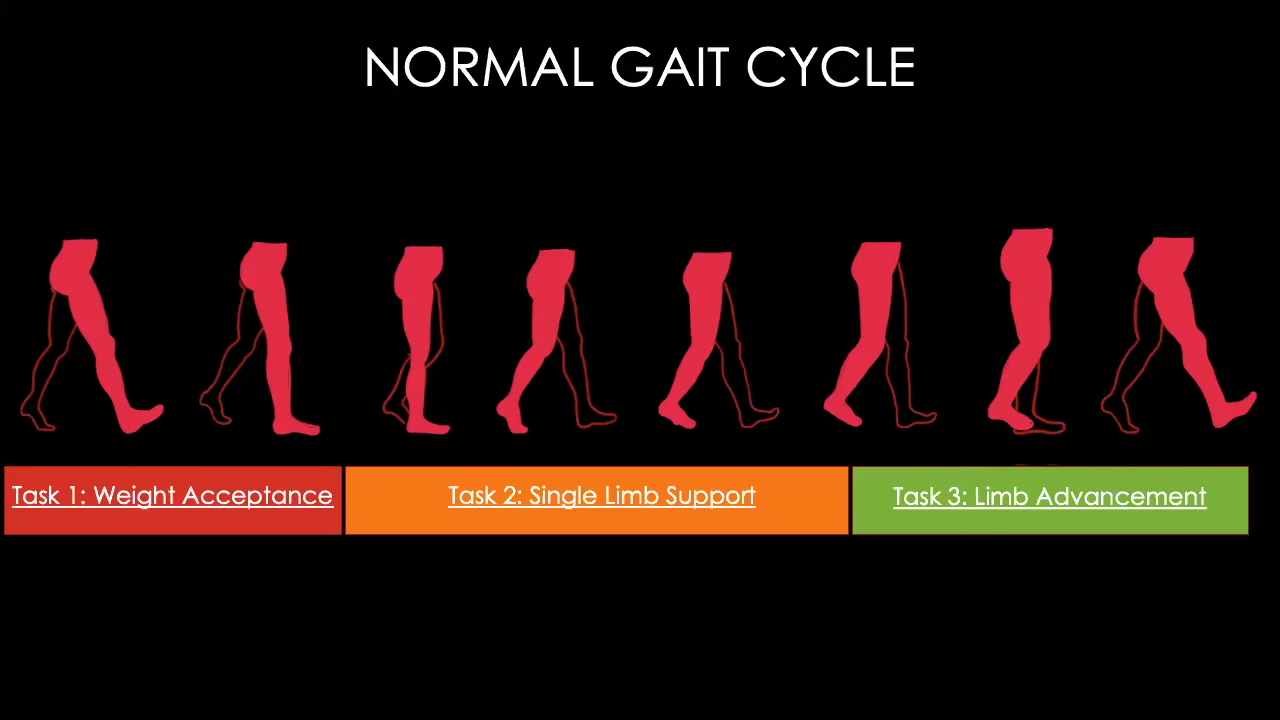 NORMAL GAIT CYCLE
Task 1: Weight Acceptance
Task 2: Single Limb Support
Task 3: Limb Advancement